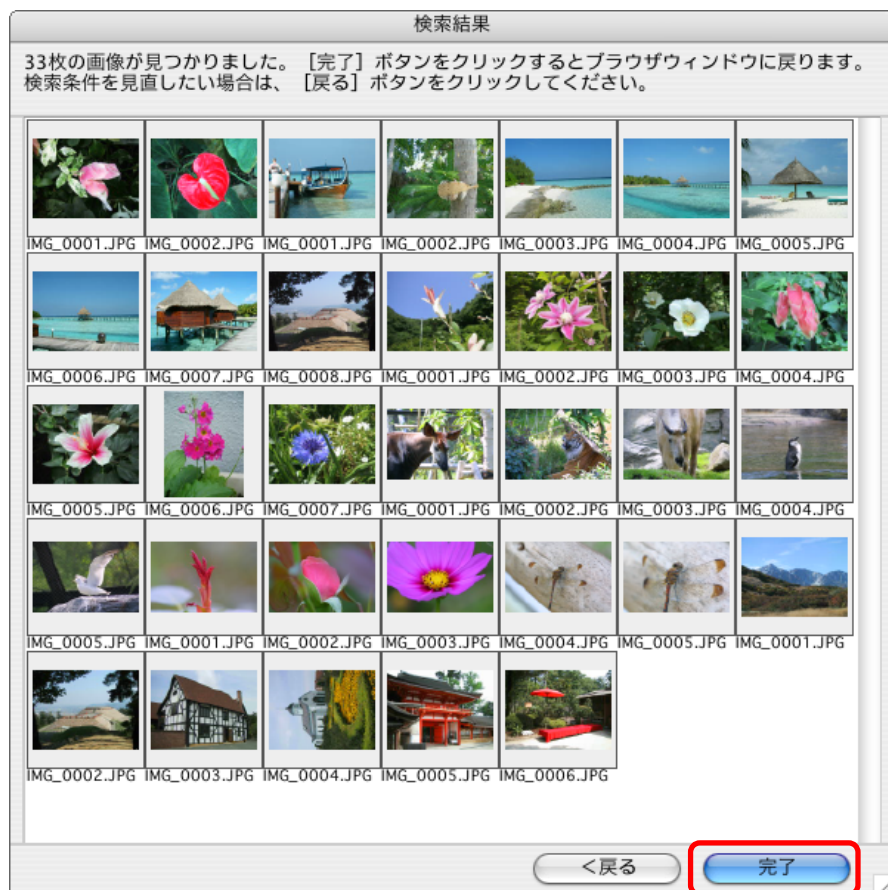 検索結果
33枚の画像が見つかりました。［完了］ボタンをクリックするとブラウザウィンドウに戻ります。
検索条件を見直したい場合は、［戻る］ボタンをクリックしてください。
IMG_0001.JPG IMG_0002.JPG IMG_0001.JPG IMG_0002.JPG IMG_0003.JPG IMG_0004.JPG IMG_0005.JPG
IMG_0006.JPG IMG_0007.JPG IMG_0008.JPG IMG_0001.JPG IMG_0002.JPG IMG_0003.JPG IMG_0004.JPG
IMG_0005.JPG IMG_0006.JPG IMG_0007.JPG IMG_0001.JPG IMG_0002.JPG IMG_0003.JPG IMG_0004.JPG
IMG_0005.JPG IMG_0001.JPG IMG_0002.JPG IMG_0003.JPG IMG_0004.JPG IMG_0005.JPG IMG_0001.JPG
IMG_0002.JPG IMG_0003.JPG IMG_0004.JPG IMG_0005.JPG IMG_0006.JPG
<戻る 完了